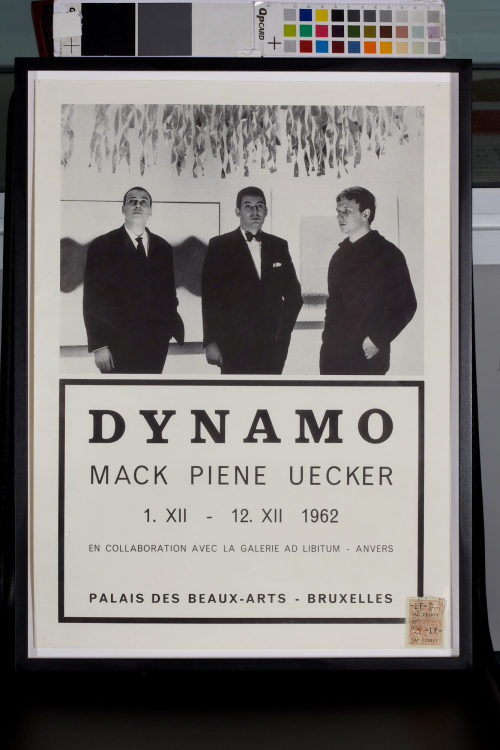 QPCARD
DYNAMO
MACK PIENE UECKER
1. XII - 12. XII 1962
EN COLLABORATION AVEC LA GALERIE AD LIBITUM - ANVERS
PALAIS DES BEAUX-ARTS - BRUXELLES